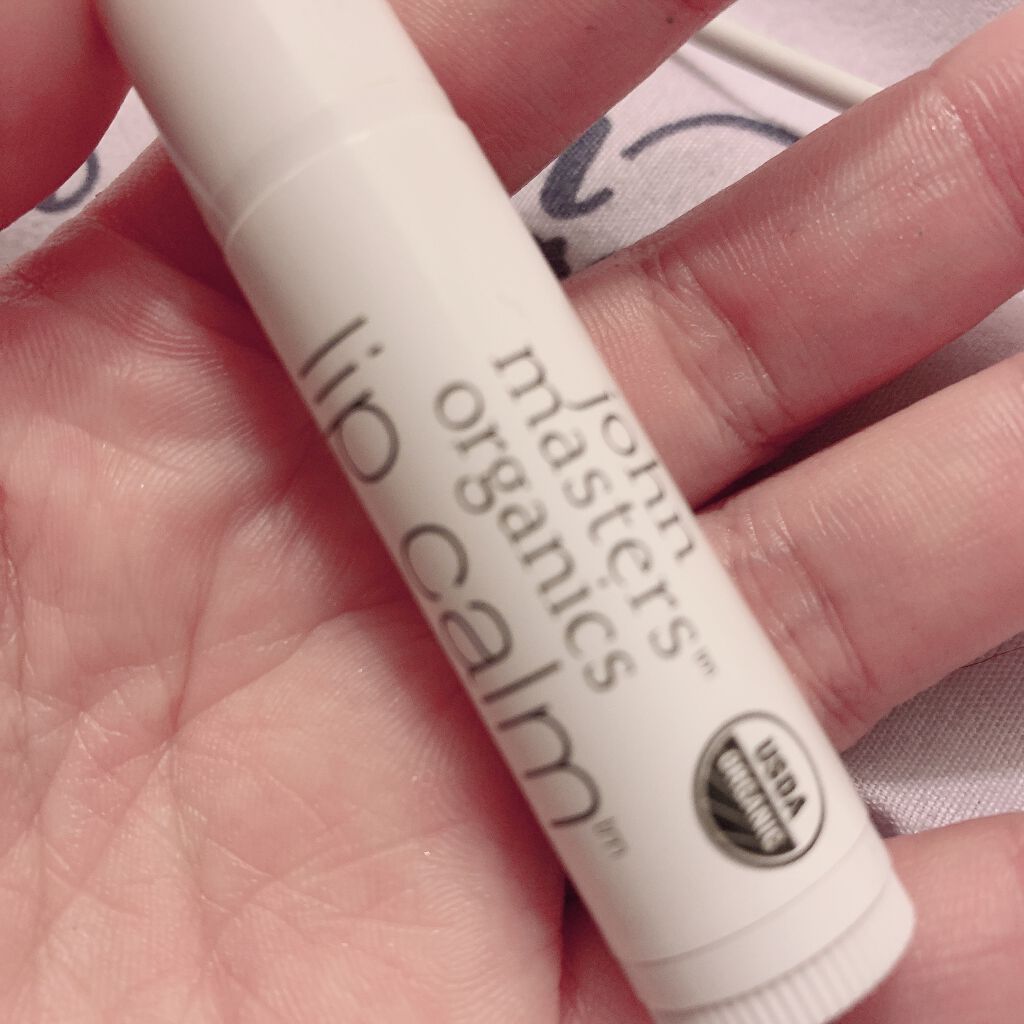 john
masters™
organics
lip calm™
USDA
ORGANIC